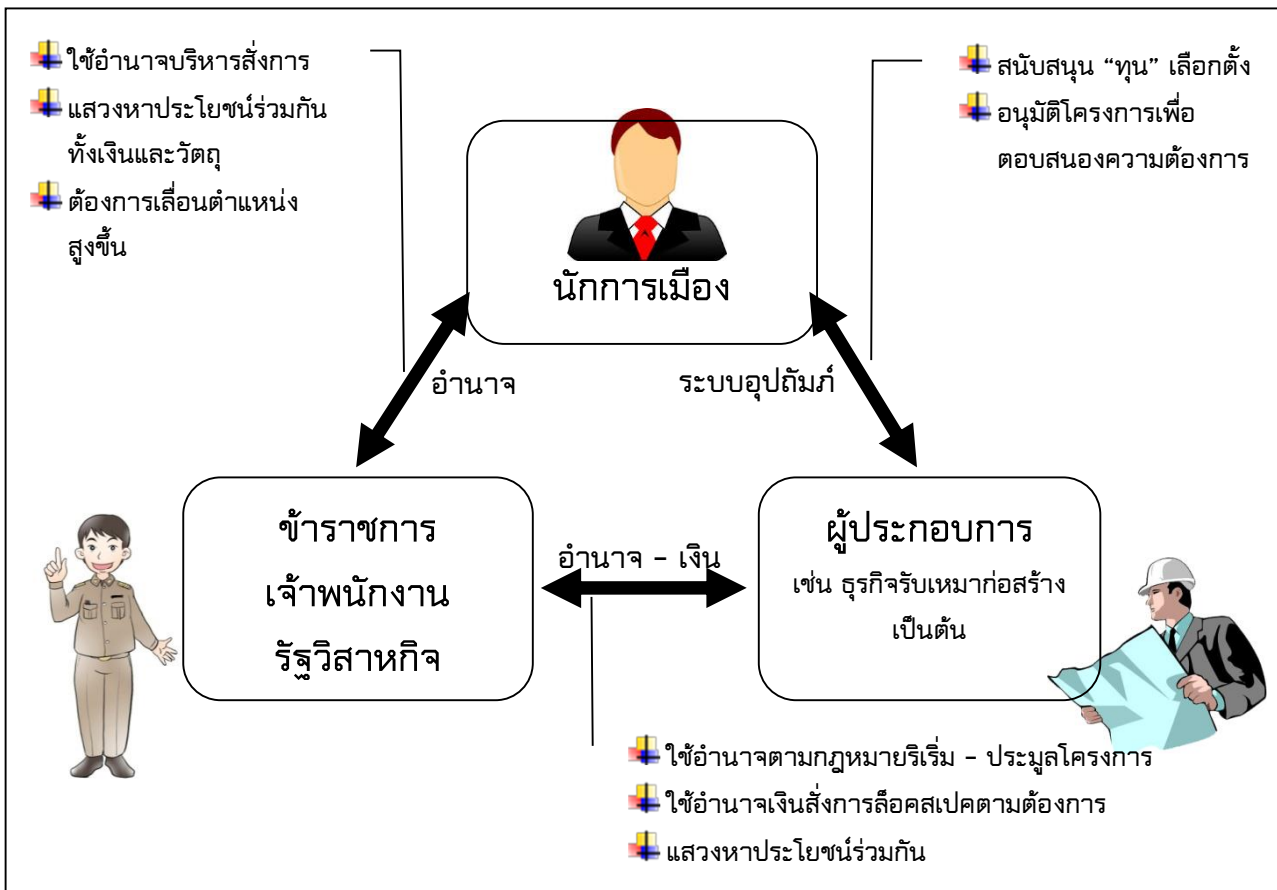 ใช้อำนาจบริหารสั่งการ
แสวงหาประโยชน์ร่วมกัน
ทั้งเงินและวัตถุ
ต้องการเลื่อนตำแหน่ง
สูงขึ้น
สนับสนุน “ทุน” เลือกตั้ง
อนุมัติโครงการเพื่อ
ตอบสนองความต้องการ
นักการเมือง
อำนาจ
ระบบอุปถัมภ์
ข้าราชการ
เจ้าพนักงาน
รัฐวิสาหกิจ
อำนาจ - เงิน
ผู้ประกอบการ
เช่น ธุรกิจรับเหมาก่อสร้าง
เป็นต้น
ใช้อำนาจตามกฎหมายริเริ่ม - ประมูลโครงการ
ใช้อำนาจเงินสั่งการล็อคสเปคตามต้องการ
แสวงหาประโยชน์ร่วมกัน